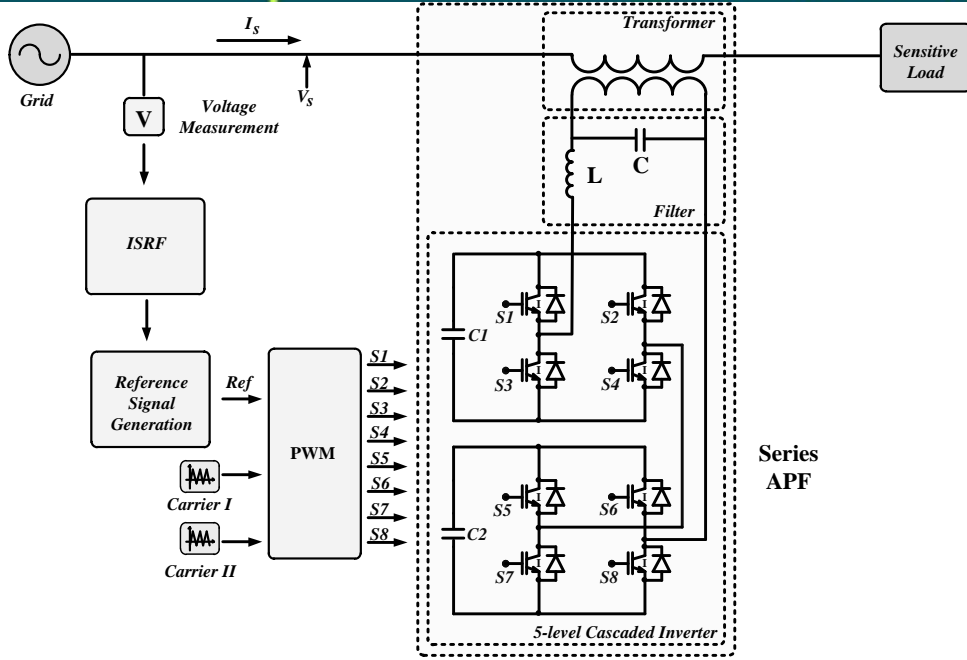 Transformer
I_s
Sensitive
Load
V_s
Grid
V
Voltage
Measurement
C
L
Filter
ISRF
S1
S2
C1
S3
S4
Reference
Signal
Generation
Ref
PWM
S1
S2
S3
S4
S5
S6
S7
S8
Carrier I
Carrier II
Series
APF
S5
S6
C2
S7
S8
5-level Cascaded Inverter